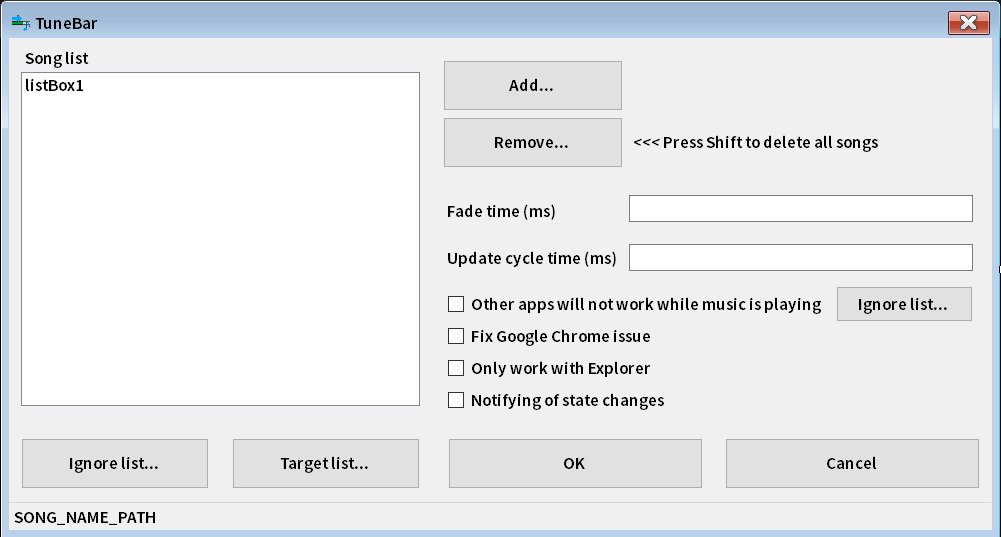 TuneBar
Song list
listBox1
Add...
Remove...
<<< Press Shift to delete all songs
Fade time (ms)
Update cycle time (ms)
Other apps will not work while music is playing
Ignore list...
Fix Google Chrome issue
Only work with Explorer
Notifying of state changes
Ignore list...
Target list...
OK
Cancel
SONG_NAME_PATH